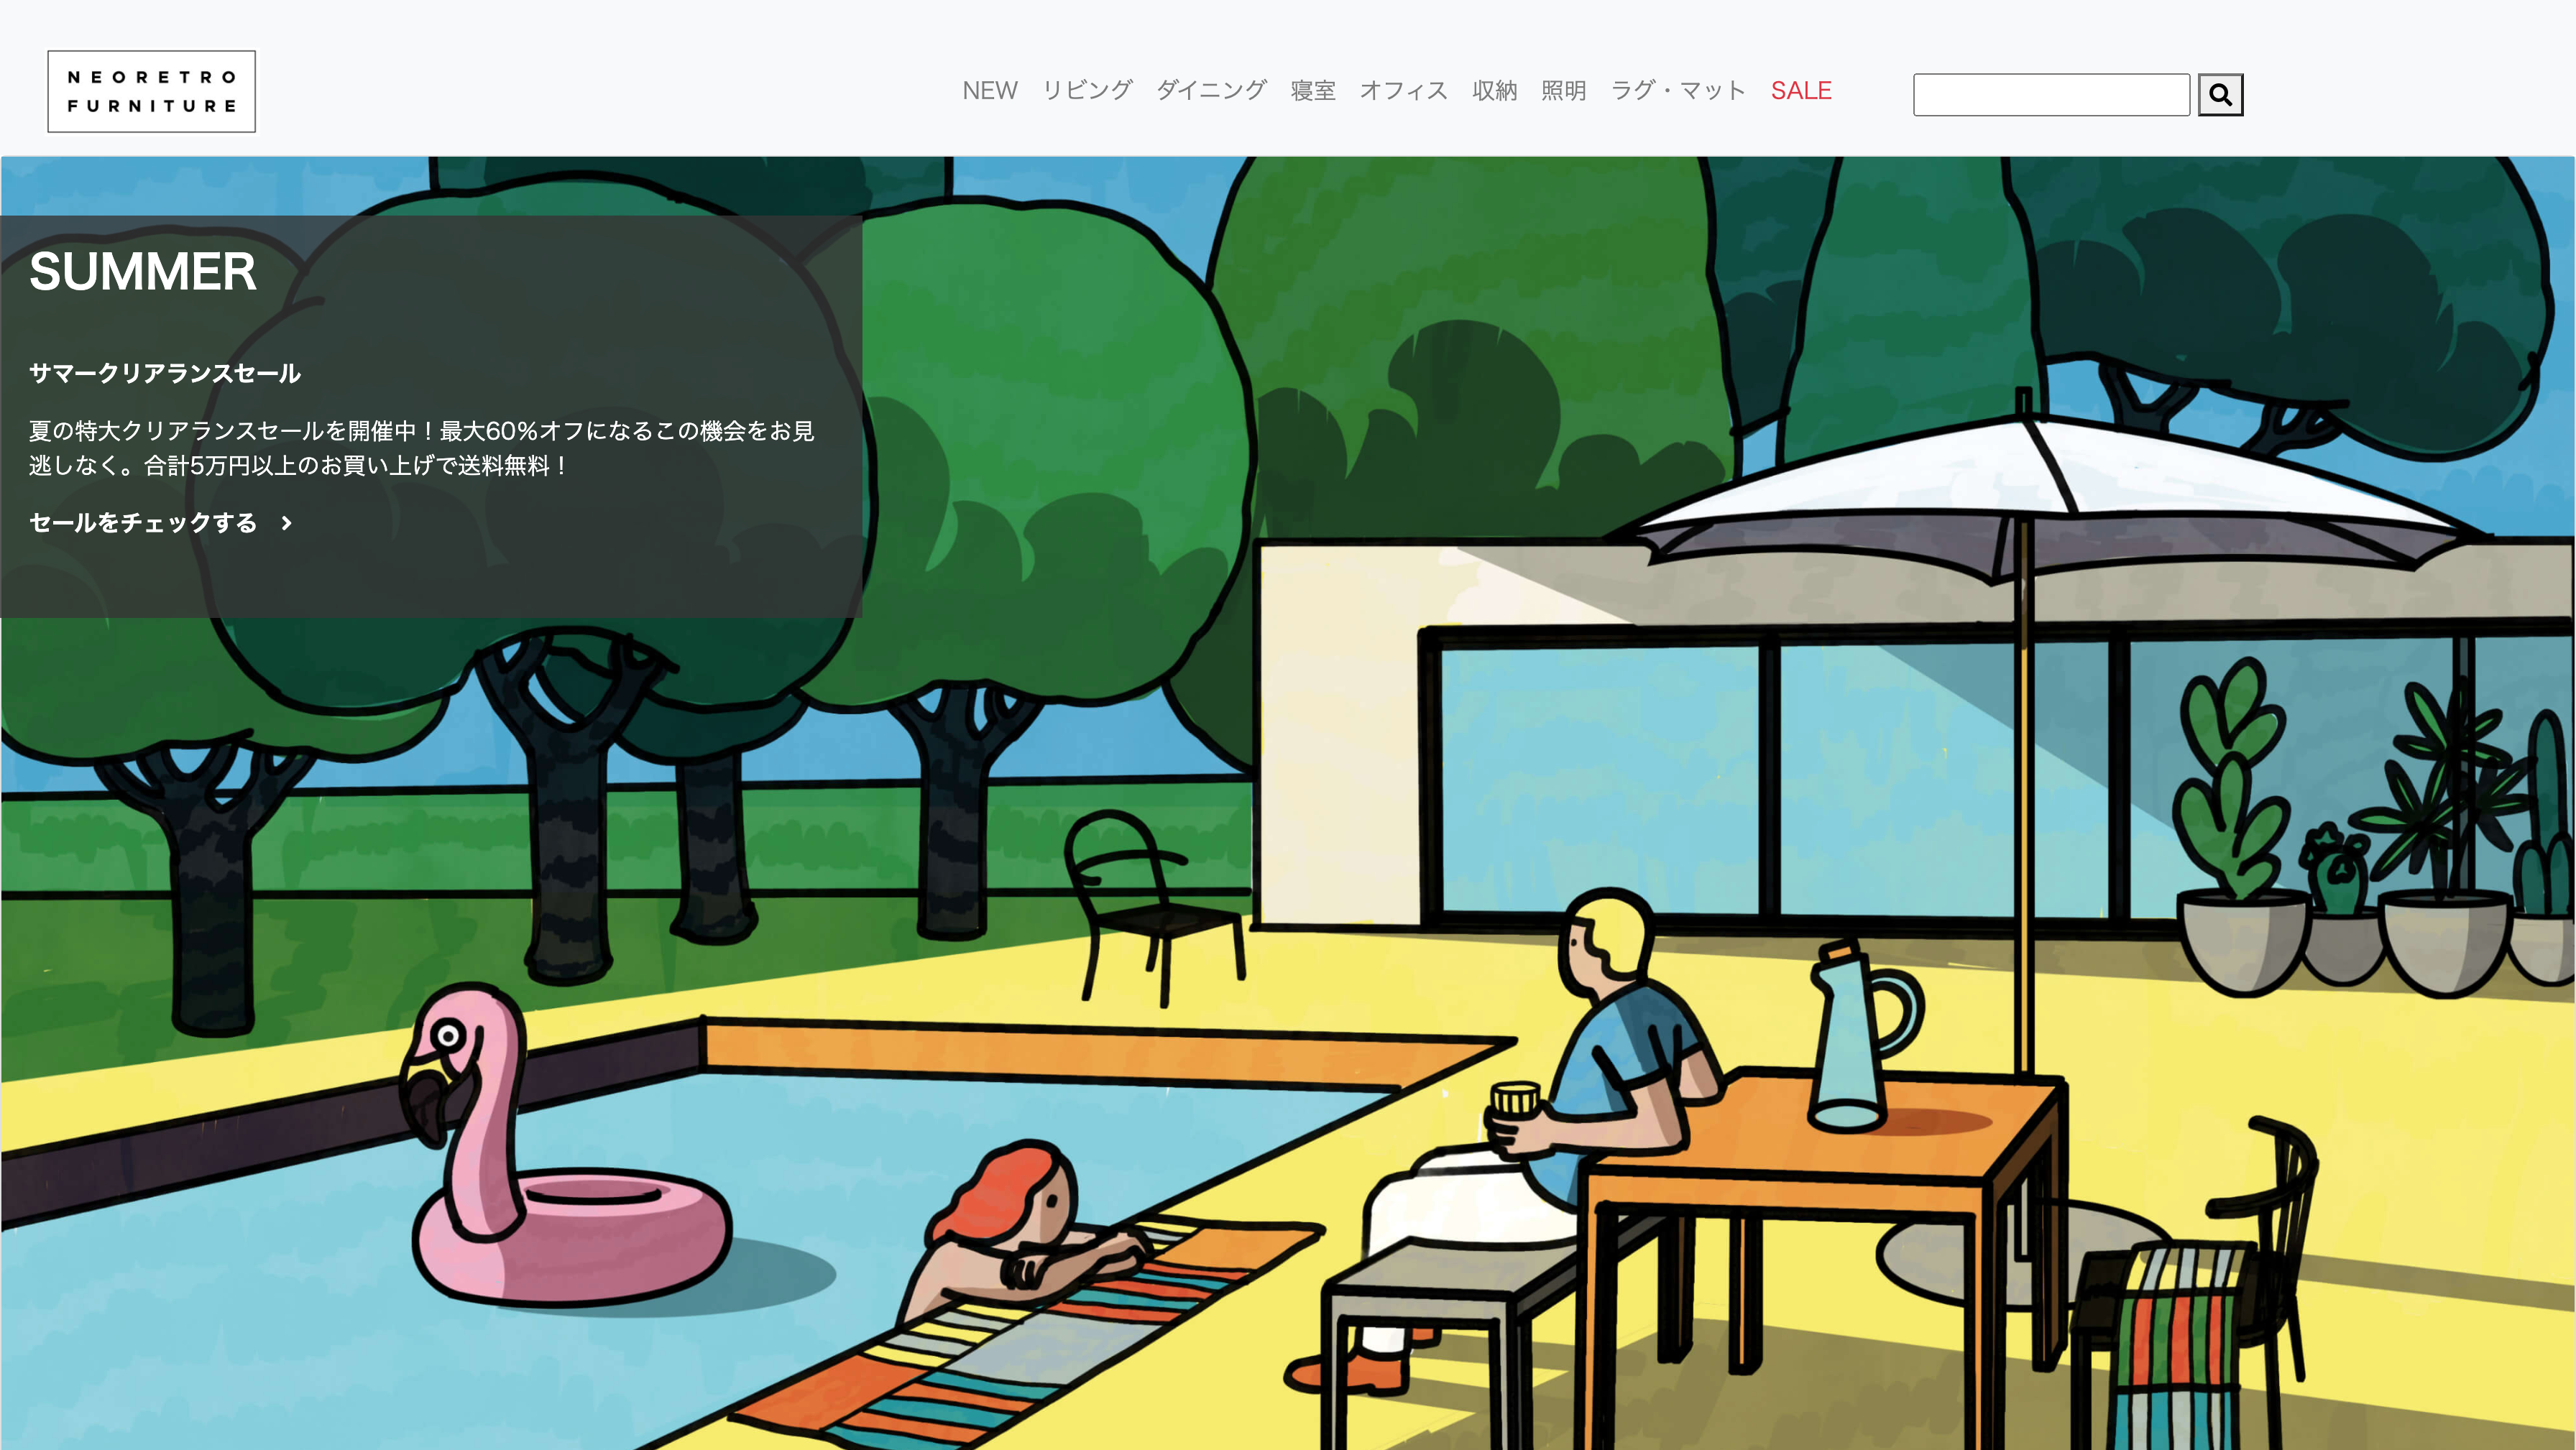 NEORETRO
FURNITURE
NEW リビング ダイニング 寝室 オフィス 収納 照明 ラグ・マット SALE
SUMMER
サマークリアランスセール
夏の特大クリアランスセールを開催中！最大60%オフになるこの機会をお見
逃しなく。合計5万円以上のお買い上げで送料無料！
セールをチェックする